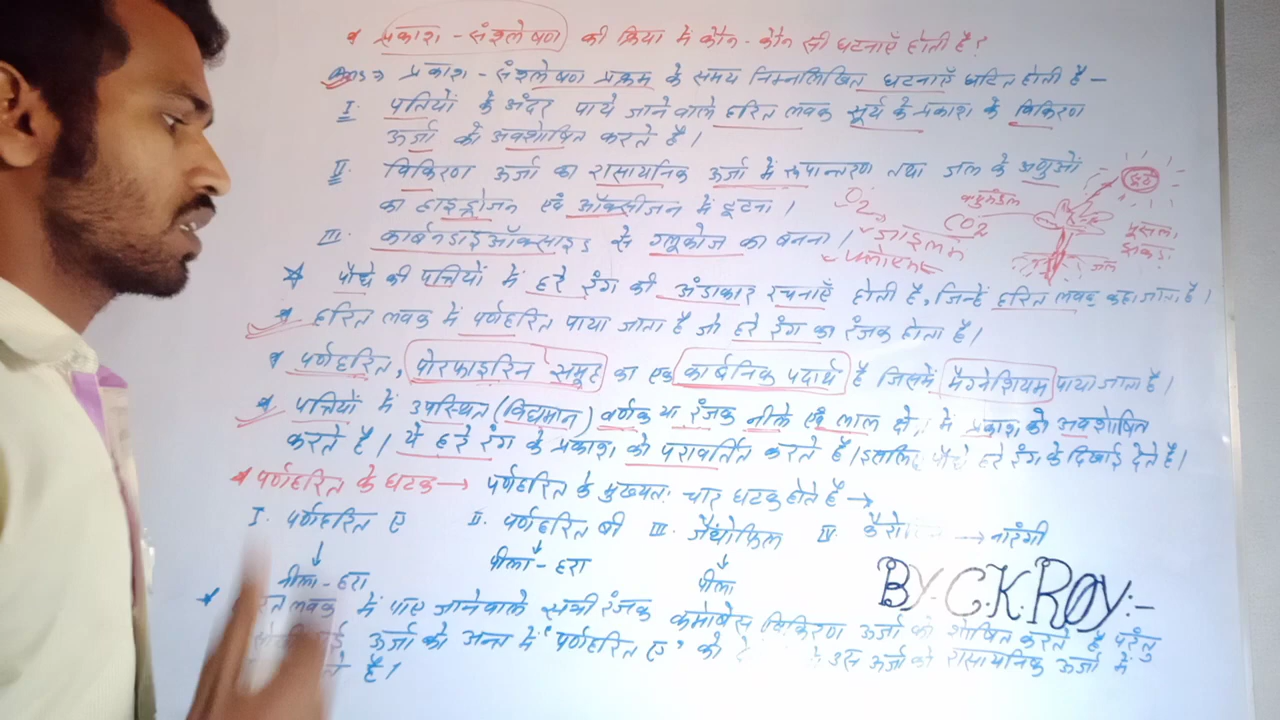 प्रकाश-संश्लेषण की क्रिया में कौन-कौन सी घटनाएँ होती है?
Ans → प्रकाश-संश्लेषण प्रक्रम के समय निम्नलिखित घटनाएँ घटित होती है –
I. पत्तियों के अंदर पाये जाने वाले हरित लवक सूर्य के प्रकाश के विकिरण
ऊर्जा को अवशोषित करते है।
II. विकिरण ऊर्जा का रासायनिक ऊर्जा में रूपान्तरण तथा जल के अणुओं
का हाइड्रोजन एवं ऑक्सीजन में टूटना।
III. कार्बनडाइऑक्साइड से ग्लूकोज का बनना।
O2
CO2
जाइलम
जल
पौधे की पत्तियों में हरे रंग की अंडाकार रचनाएँ होती है, जिन्हें हरित लवक कहा जाता है।
हरित लवक में पर्णहरित पाया जाता है जो हरे रंग का रंजक होता है।
पर्णहरित, पोरफाइरिन समूह का एक कार्बनिक पदार्थ है जिसमें मैग्नेशियम पाया जाता है।
पत्तियों में उपस्थित (विद्यमान) वर्णक या रंजक नीले एवं लाल क्षे में प्रकाश को अवशोषित
करते है। ये हरे रंग के प्रकाश को परावर्तित करते है। इसलिए पौधे हरे रंग के दिखाई देते है।
पर्णहरित के घटक → पर्णहरित के मुख्यतः चार घटक होते है →
I. पर्णहरित ए II. पर्णहरित बी III. जैंथोफिल IV. → नारंगी
↓ नीला-हरा ↓ पीला-हरा ↓ पीला
BY C.K. ROY:-
लवक में पाए जानेवाले सभी रंजक कमोबेस विकिरण ऊर्जा को शोषित करते है परंतु
ऊर्जा को अन्त में "पर्णहरित ए" को उस ऊर्जा को रासायनिक ऊर्जा में
है।